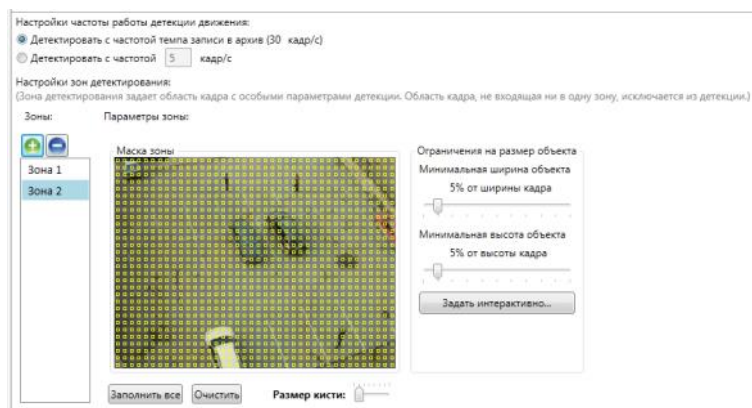 Настройки частоты работы детекции движения:
Детектировать с частотой темпа записи в архив (30 кадр/с)
Детектировать с частотой 5 кадр/с
Настройки зон детектирования:
(Зона детектирования задает область кадра с особыми параметрами детекции. Область кадра, не входящая ни в одну зону, исключается из детекции.)
Зоны:
Параметры зоны:
Зона 1
Зона 2
Маска зоны
Ограничения на размер объекта
Минимальная ширина объекта
5% от ширины кадра
Минимальная высота объекта
5% от высоты кадра
Задать интерактивно...
Заполнить все
Очистить
Размер кисти: